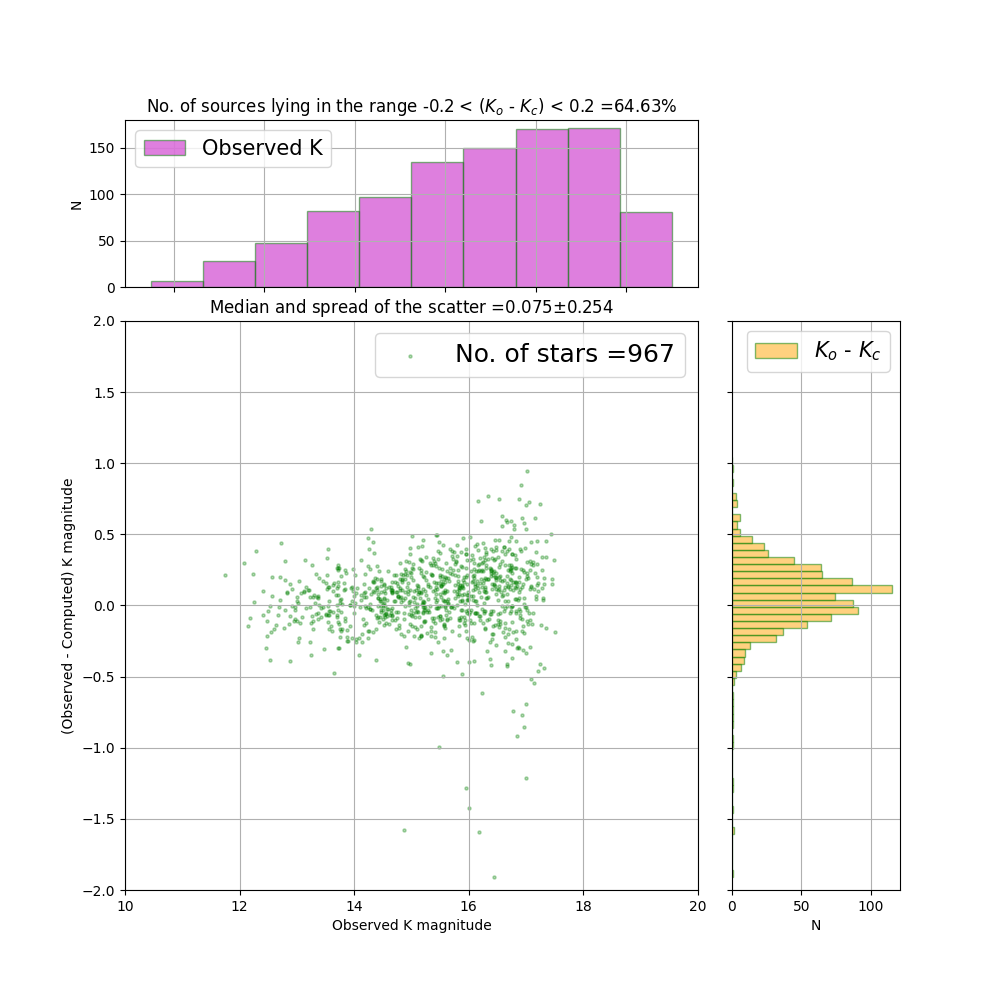 No. of sources lying in the range -0.2 < (K_o - K_c) < 0.2 =64.63%
150
100
50
0
N
Observed K
Median and spread of the scatter =0.075±0.254
2.0
1.5
1.0
0.5
0.0
−0.5
−1.0
−1.5
−2.0
(Observed - Computed) K magnitude
No. of stars =967
10 12 14 16 18 20
Observed K magnitude
K_o - K_c
0 50 100
N